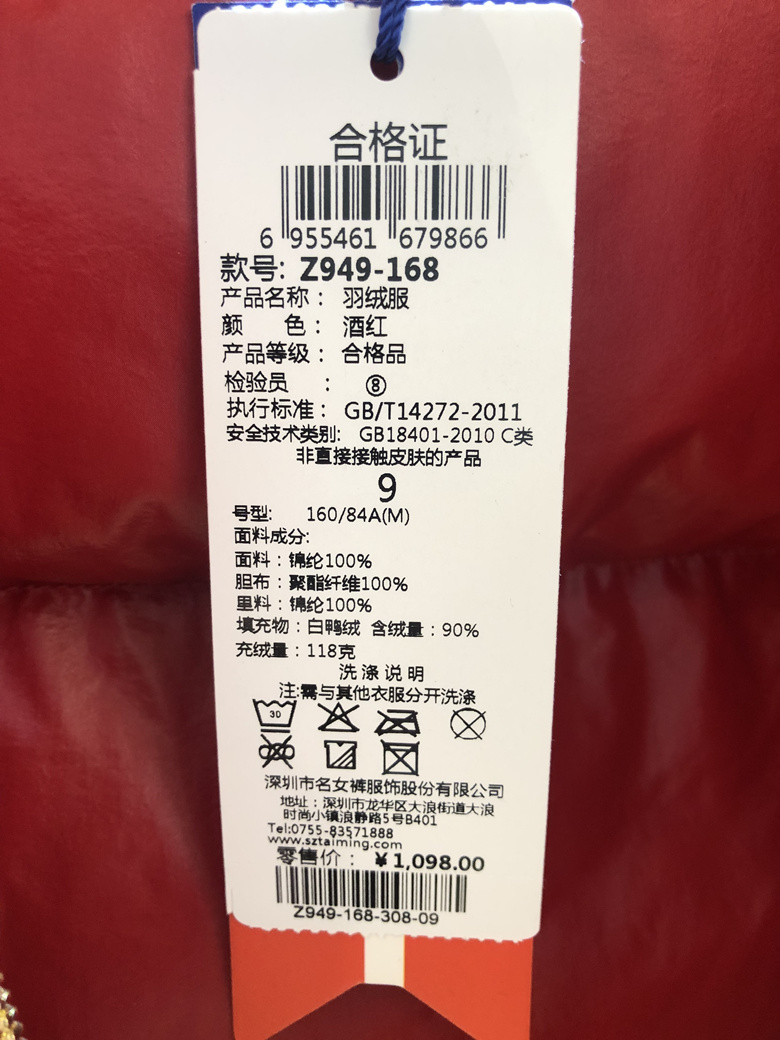 合格证
6 955461 679866
款号: Z949-168
产品名称： 羽绒服
颜 色： 酒红
产品等级： 合格品
检验员 ： ⑧
执行标准： GB/T14272-2011
安全技术类别: GB18401-2010 C类
非直接接触皮肤的产品
9
号型: 160/84A(M)
面料成分:
面料：锦纶100%
胆布：聚酯纤维100%
里料：锦纶100%
填充物：白鸭绒 含绒量：90%
充绒量：118克
洗涤说明
注:需与其他衣服分开洗涤
30
深圳市名女裤服饰股份有限公司
地址：深圳市龙华区大浪街道大浪
时尚小镇浪静路5号B401
Tel:0755-83571888
www.sztaiming.com
零售价： ￥1,098.00
Z949-168-308-09